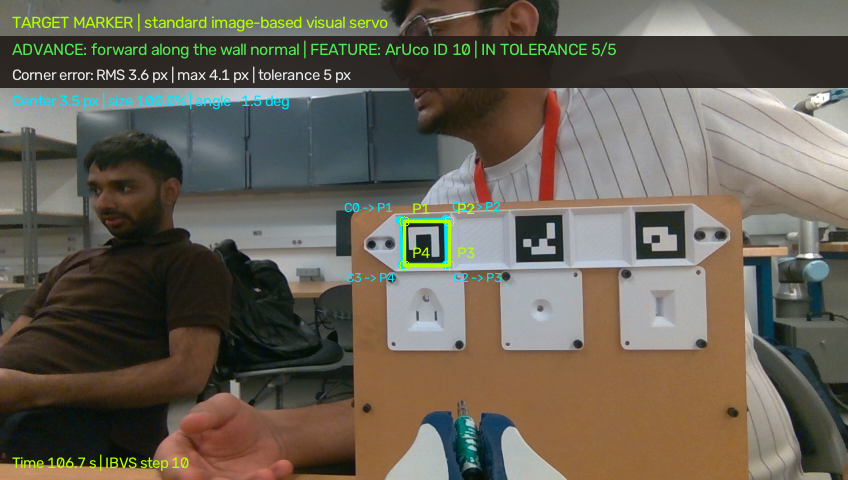 TARGET MARKER | standard image-based visual servo
ADVANCE: forward along the wall normal | FEATURE: ArUco ID 10 | IN TOLERANCE 5/5
Corner error: RMS 3.6 px | max 4.1 px | tolerance 5 px
Center 3.5 px | size 100.0% | angle -1.5 deg
C0 -> P1 P1 P2 -> P2
P4 P3
C3 -> P4 C2 -> P3
Time 106.7 s | IBVS step 10